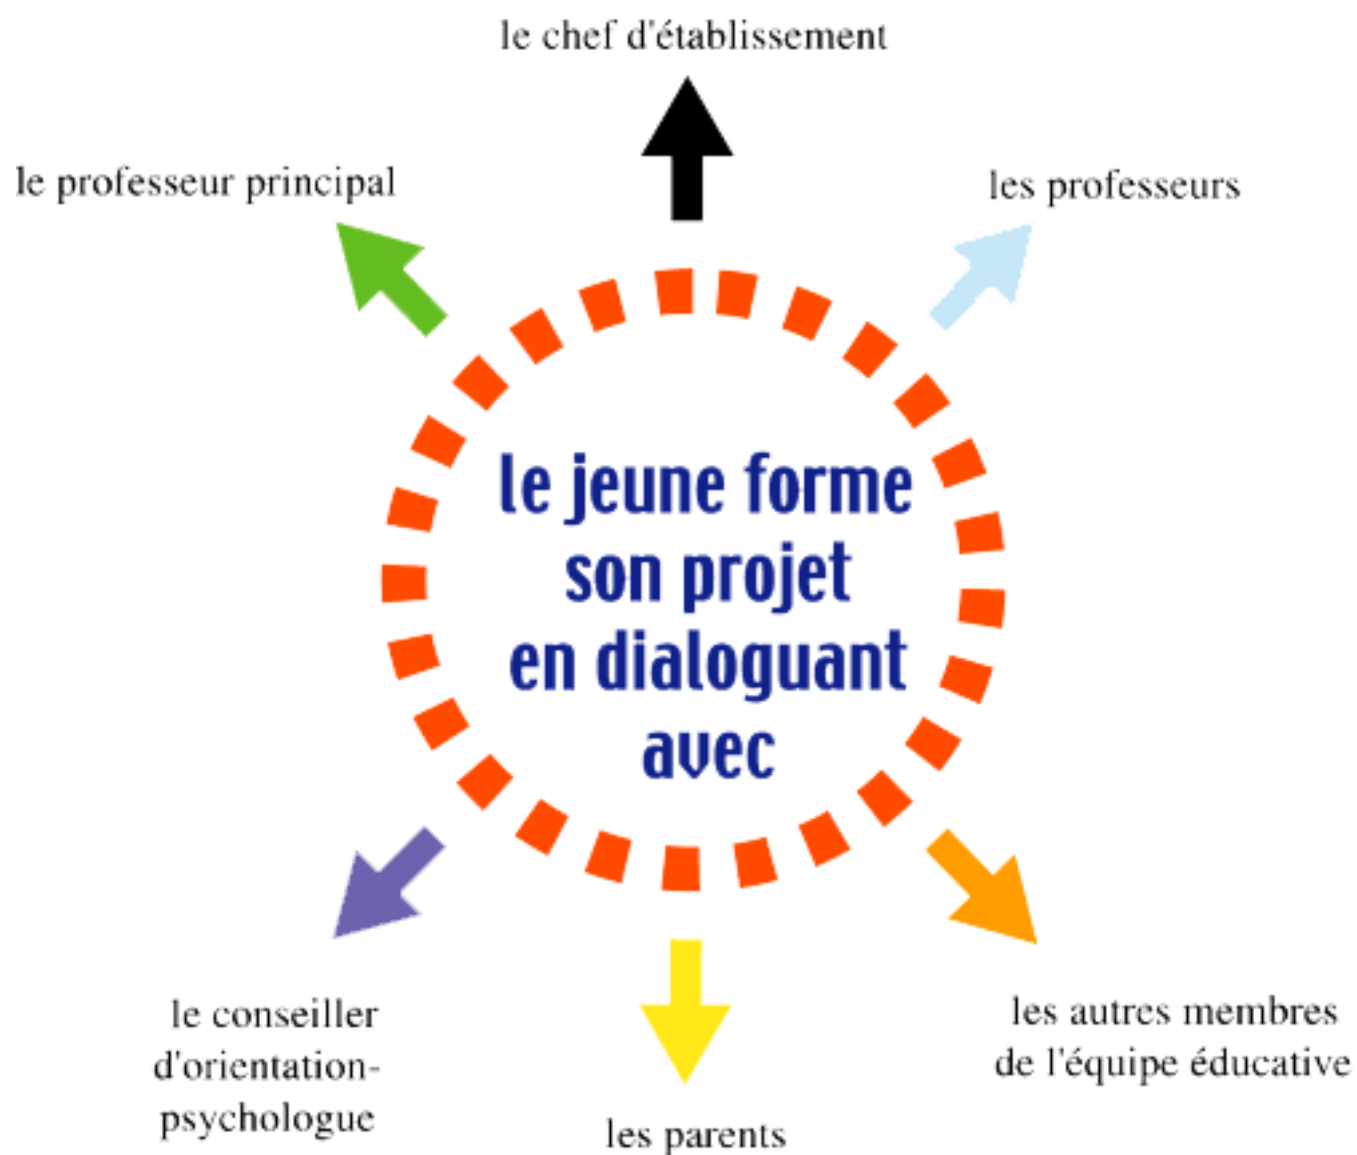 le chef d'établissement
le professeur principal
les professeurs
le jeune forme
son projet
en dialoguant
avec
le conseiller
d'orientation-
psychologue
les parents
les autres membres
de l'équipe éducative